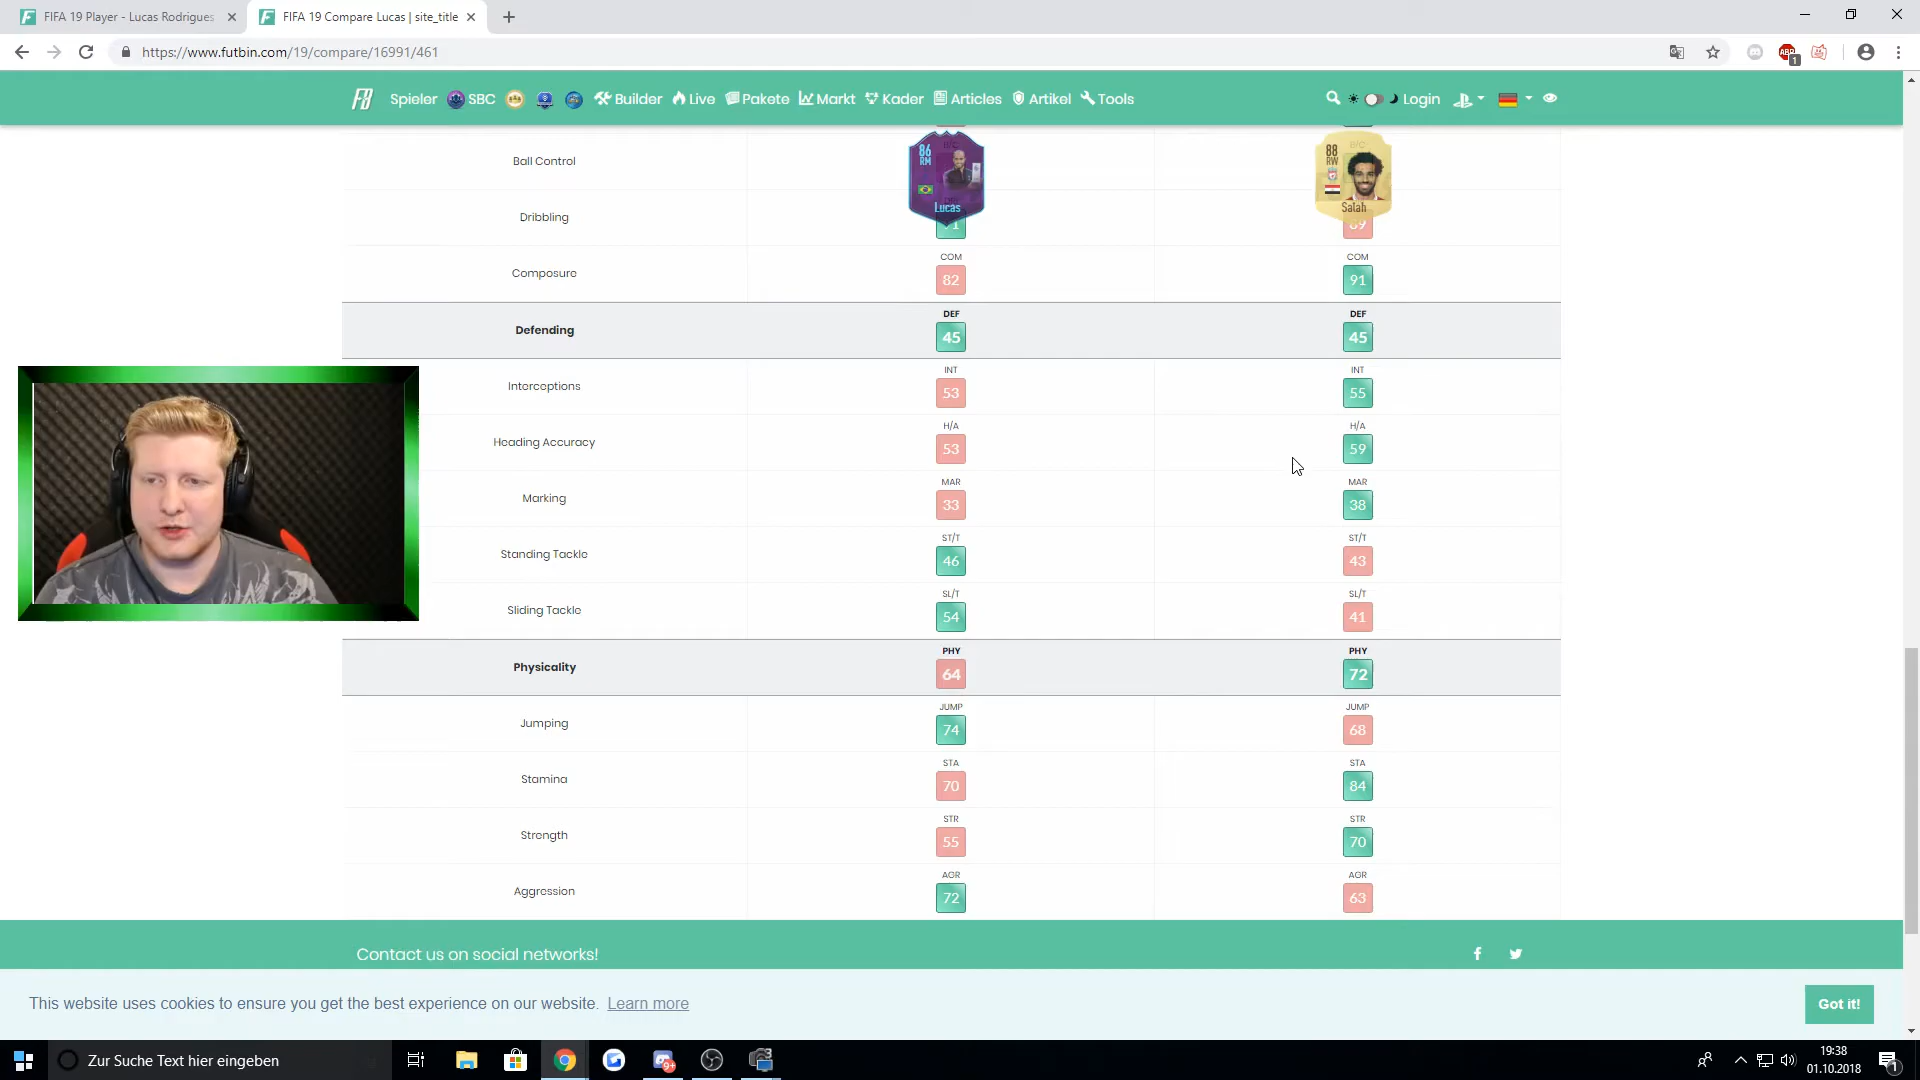 FIFA 19 Player - Lucas Rodrigues
FIFA 19 Compare Lucas | site_title
https://www.futbin.com/19/compare/16991/461
ABP
1
FB
Spieler
SBC
Builder
Live
Pakete
Markt
Kader
Articles
Artikel
Tools
Login
Ball Control
86
RM
Lucas
88
RW
Salah
Dribbling
Composure
COM
82
COM
91
Defending
DEF
45
DEF
45
Interceptions
INT
53
INT
55
Heading Accuracy
H/A
53
H/A
59
Marking
MAR
33
MAR
38
Standing Tackle
ST/T
46
ST/T
43
Sliding Tackle
SL/T
54
SL/T
41
Physicality
PHY
64
PHY
72
Jumping
JUMP
74
JUMP
68
Stamina
STA
70
STA
84
Strength
STR
55
STR
70
Aggression
AGR
72
AGR
63
Contact us on social networks!
This website uses cookies to ensure you get the best experience on our website. Learn more
Got it!
Zur Suche Text hier eingeben
9+
19:38
01.10.2018
1